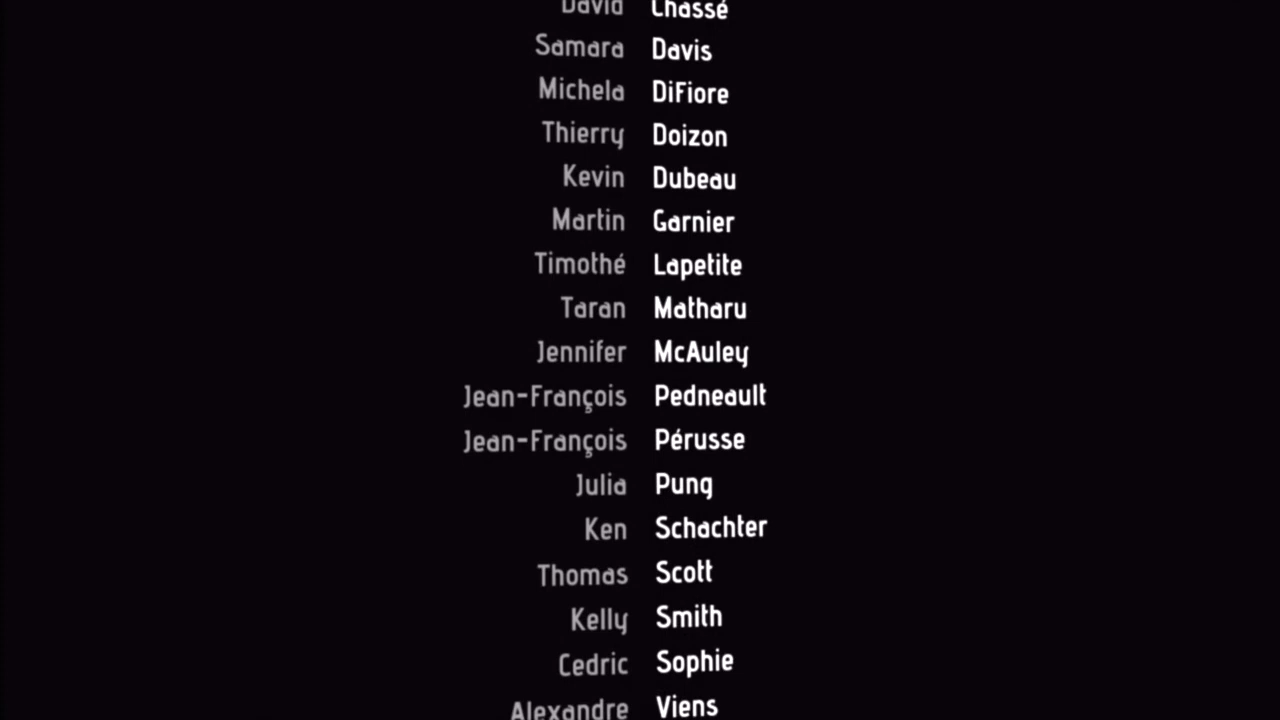 David Chassé
Samara Davis
Michela DiFiore
Thierry Doizon
Kevin Dubeau
Martin Garnier
Timothé Lapetite
Taran Matharu
Jennifer McAuley
Jean-François Pedneault
Jean-François Pérusse
Julia Pung
Ken Schachter
Thomas Scott
Kelly Smith
Cedric Sophie
Alexandre Viens